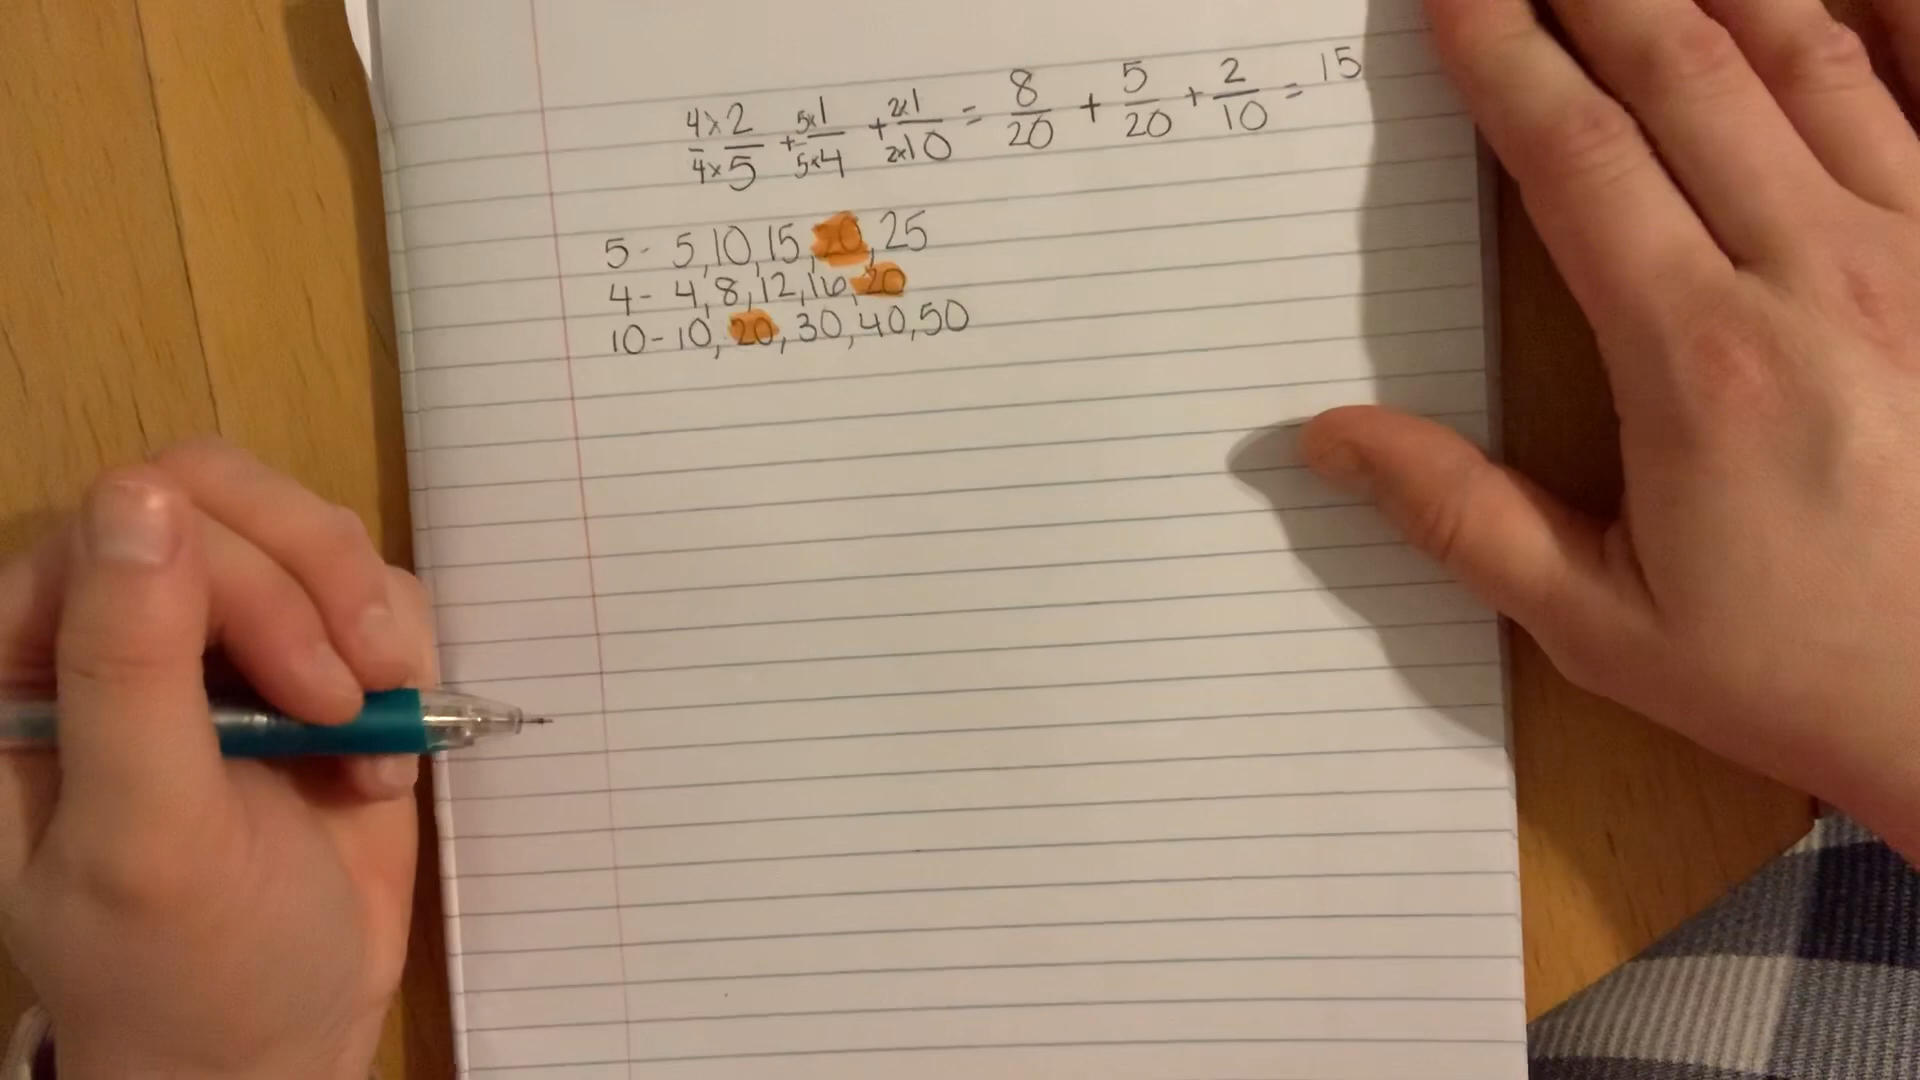 4×2/4×5 + 5×1/5×4 + 2×1/2×10 = 8/20 + 5/20 + 2/10 = 15
5 - 5, 10, 15, 20, 25
4 - 4, 8, 12, 16, 20
10 - 10, 20, 30, 40, 50